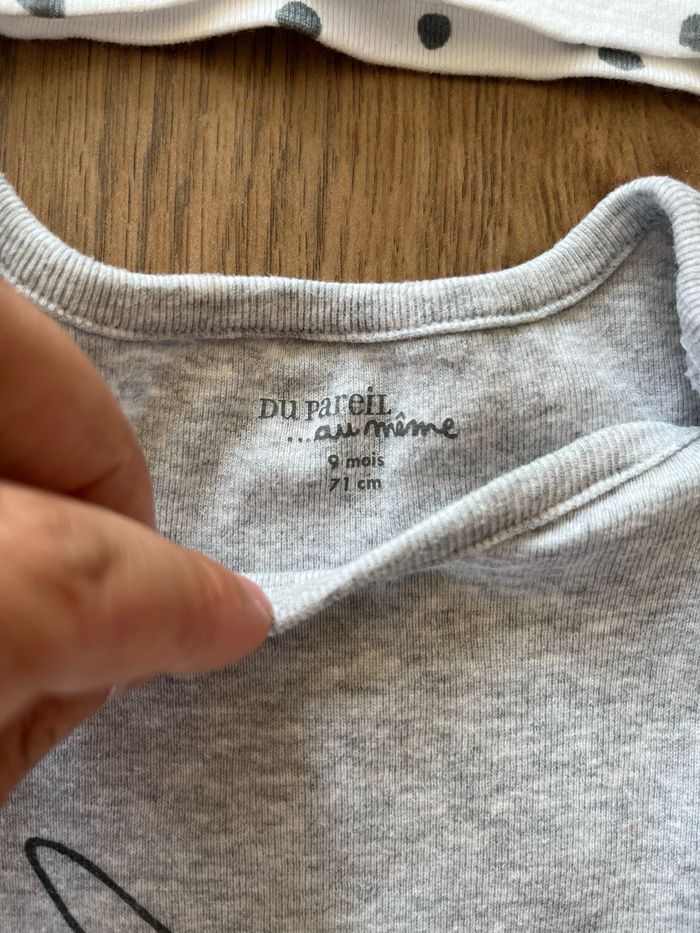 DU PAREIL
...au même
9 mois
71 cm